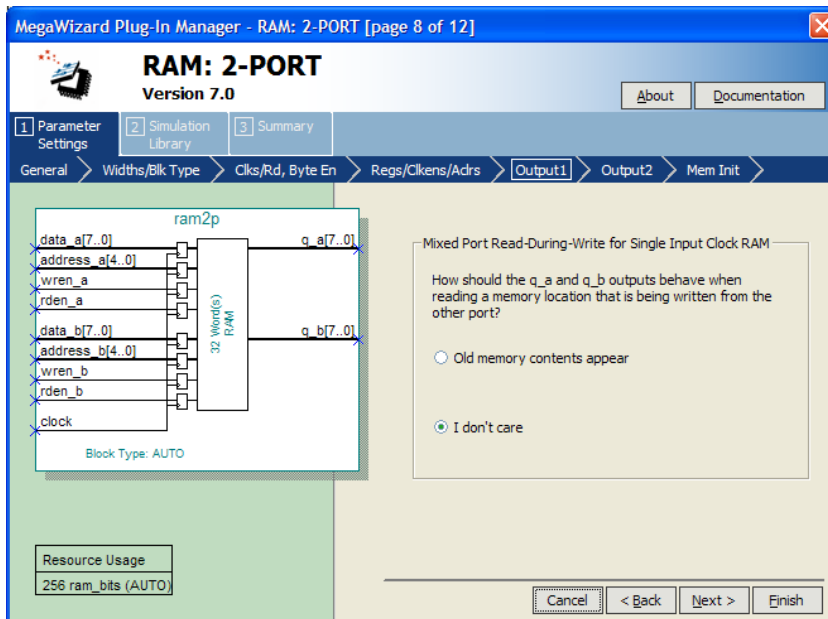 MegaWizard Plug-In Manager - RAM: 2-PORT [page 8 of 12]
RAM: 2-PORT
Version 7.0
About
Documentation
1 Parameter Settings
2 Simulation Library
3 Summary
General
Widths/Blk Type
Clks/Rd, Byte En
Regs/Clkens/Adrs
Output1
Output2
Mem Init
ram2p
data_a[7..0]
address_a[4..0]
wren_a
rden_a
data_b[7..0]
address_b[4..0]
wren_b
rden_b
clock
32 Word(s)
RAM
q_a[7..0]
q_b[7..0]
Block Type: AUTO
Resource Usage
256 ram_bits (AUTO)
Mixed Port Read-During-Write for Single Input Clock RAM
How should the q_a and q_b outputs behave when
reading a memory location that is being written from the
other port?
Old memory contents appear
I don't care
Cancel
< Back
Next >
Finish